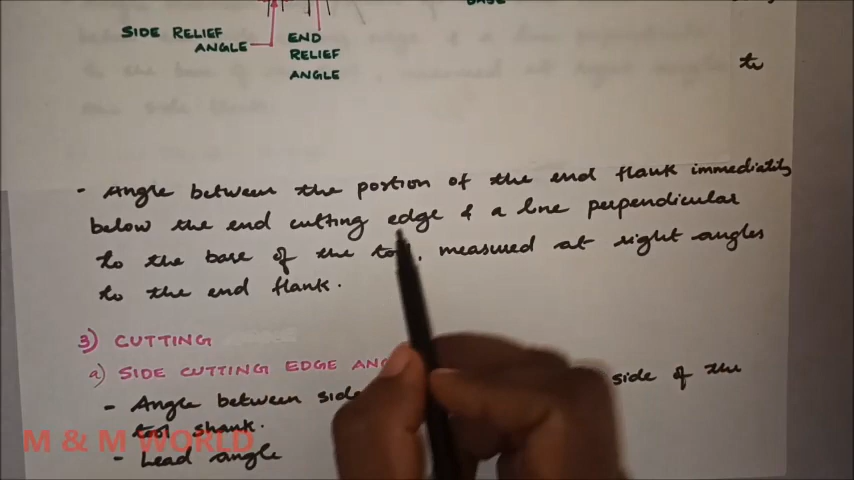 BASE
SIDE RELIEF
ANGLE
END
RELIEF
ANGLE
to
- Angle between the portion of the end flank immediately
below the end cutting edge & a line perpendicular
to the base of the tool, measured at right angles
to the end flank.
3) CUTTING
a) SIDE CUTTING EDGE
- Angle between side side of the
tool shank.
- Lead angle
M & M WORLD